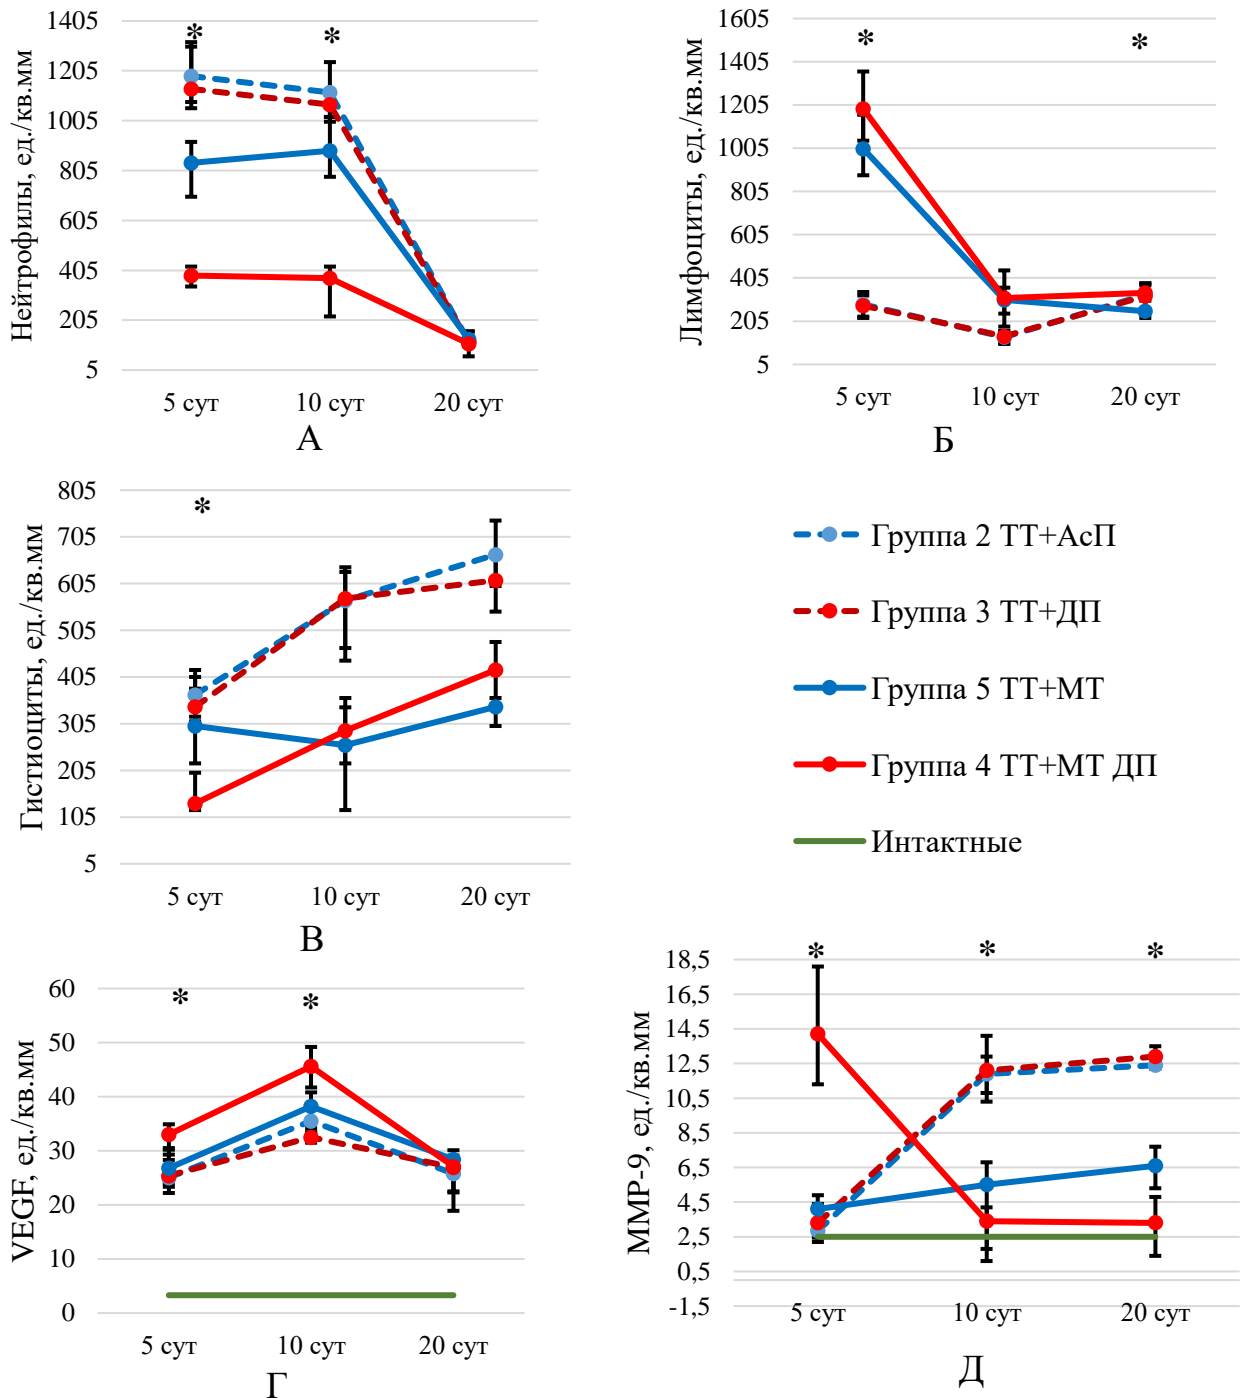 *
*
Нейтрофилы, ед./кв.мм
1405
1205
1005
805
605
405
205
5
5 сут
10 сут
20 сут
А
*
*
Лимфоциты, ед./кв.мм
1605
1405
1205
1005
805
605
405
205
5
5 сут
10 сут
20 сут
Б
*
Гистиоциты, ед./кв.мм
805
705
605
505
405
305
205
105
5
5 сут
10 сут
20 сут
В
Группа 2 ТТ+АсП
Группа 3 ТТ+ДП
Группа 5 ТТ+МТ
Группа 4 ТТ+МТ ДП
Интактные
*
*
VEGF, ед./кв.мм
60
50
40
30
20
10
0
5 сут
10 сут
20 сут
Г
*
*
*
ММР-9, ед./кв.мм
18,5
16,5
14,5
12,5
10,5
8,5
6,5
4,5
2,5
0,5
-1,5
5 сут
10 сут
20 сут
Д